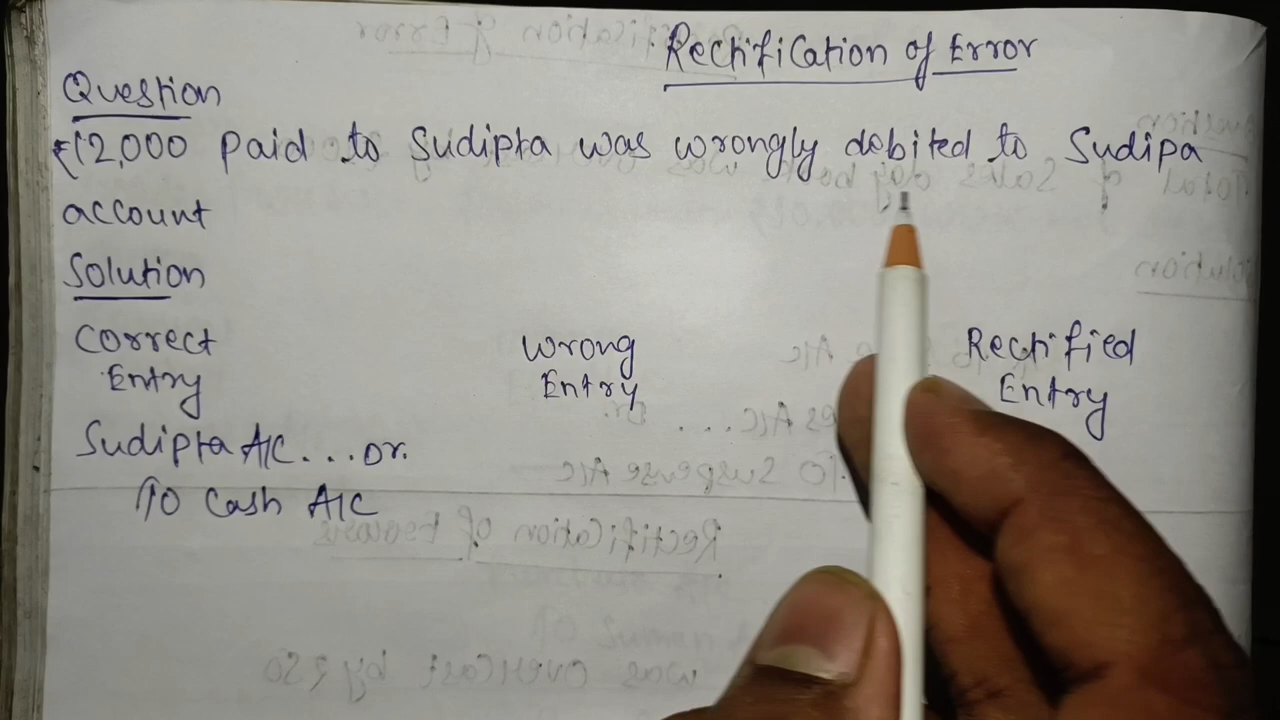 Rectification of Error
Question
₹12,000 paid to Sudipta was wrongly debited to Sudipa
account
Solution
Correct Entry
Wrong Entry
Rectified Entry
Sudipta A/C...Dr.
To Cash A/C